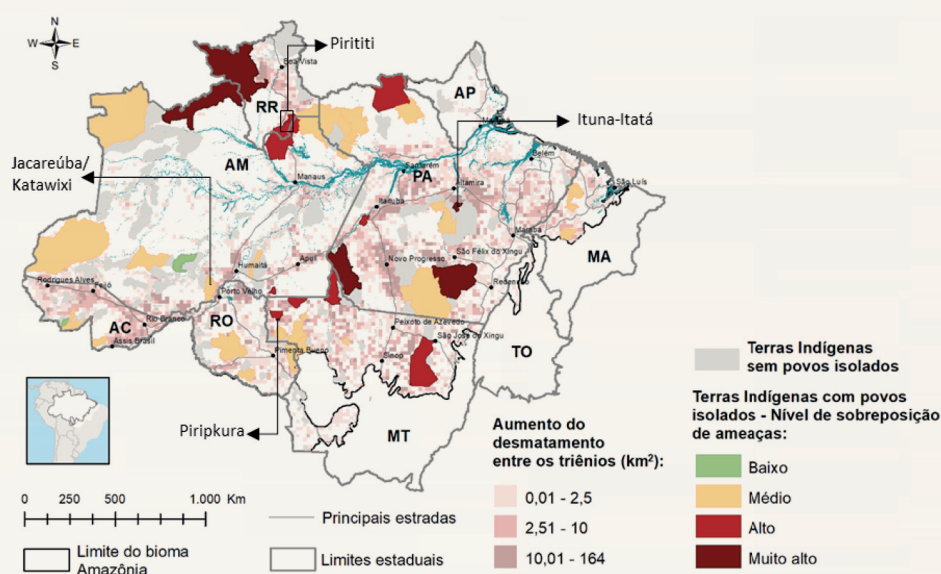 N
W E
S
Pirititi
Boa Vista
RR
AP
Macapá
Ituna-Itatá
Jacareúba/
Katawixi
AM
Manaus
Santarém
PA
Belém
São Luís
Altamira
Itaituba
Marabá
MA
Humaitá
Apuí
Novo Progresso
São Félix do Xingu
Redenção
Rodrigues Alves
Feijó
Porto Velho
RO
Rio Branco
AC
Assis Brasil
Peixoto de Azevedo
São José do Xingu
TO
Pimenta Bueno
Sinop
Piripkura
MT
Terras Indígenas
sem povos isolados
Terras Indígenas com povos
isolados - Nível de sobreposição
de ameaças:
Baixo
Médio
Alto
Muito alto
Aumento do
desmatamento
entre os triênios (km²):
0,01 - 2,5
2,51 - 10
10,01 - 164
0 250 500 1.000 Km
Principais estradas
Limite do bioma
Amazônia
Limites estaduais